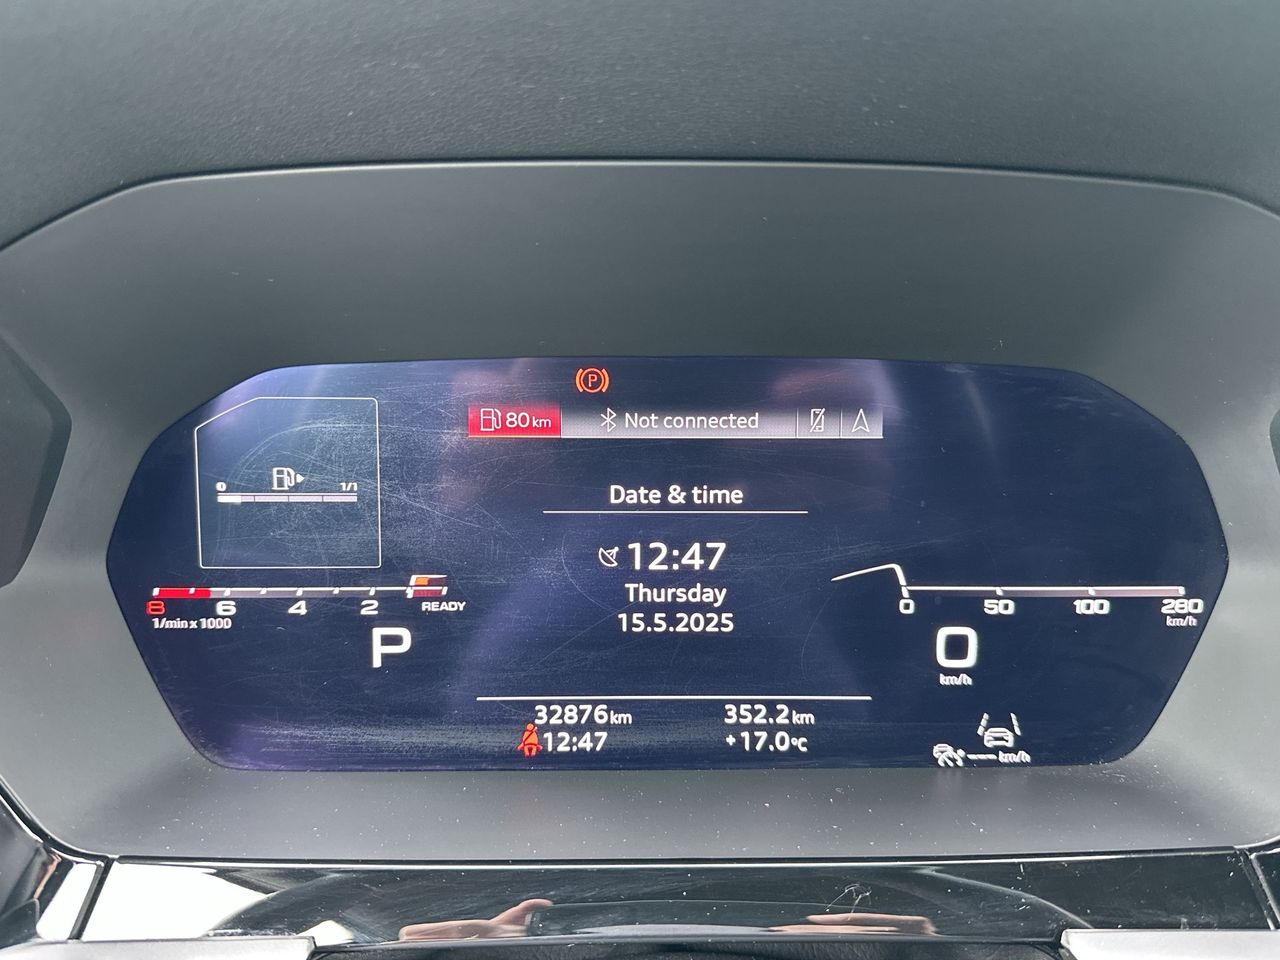 P
80 km Not connected
0 1/1
Date & time
12:47
Thursday
15.5.2025
8 6 4 2 READY
1/min x 1000
P
0 50 100 280
km/h
0
km/h
32876 km 352.2 km
12:47 +17.0°C
--- km/h